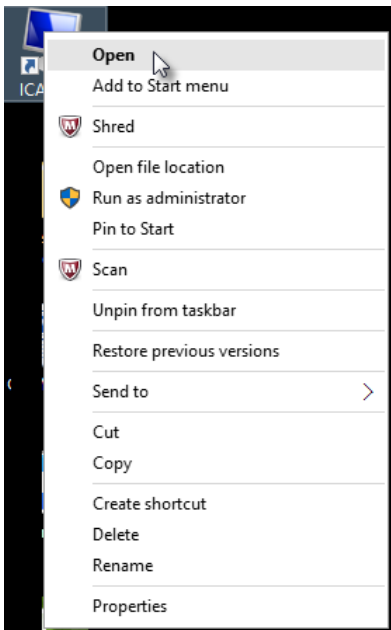 ICA
Open
Add to Start menu
Shred
Open file location
Run as administrator
Pin to Start
Scan
Unpin from taskbar
Restore previous versions
Send to
Cut
Copy
Create shortcut
Delete
Rename
Properties